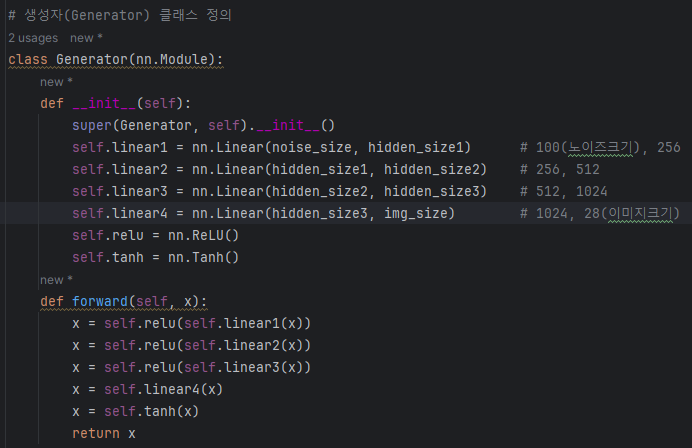 # 생성자(Generator) 클래스 정의
2 usages   new *
class Generator(nn.Module):
    new *
    def __init__(self):
        super(Generator, self).__init__()
        self.linear1 = nn.Linear(noise_size, hidden_size1)      # 100(노이즈크기), 256
        self.linear2 = nn.Linear(hidden_size1, hidden_size2)    # 256, 512
        self.linear3 = nn.Linear(hidden_size2, hidden_size3)    # 512, 1024
        self.linear4 = nn.Linear(hidden_size3, img_size)        # 1024, 28(이미지크기)
        self.relu = nn.ReLU()
        self.tanh = nn.Tanh()
    new *
    def forward(self, x):
        x = self.relu(self.linear1(x))
        x = self.relu(self.linear2(x))
        x = self.relu(self.linear3(x))
        x = self.linear4(x)
        x = self.tanh(x)
        return x